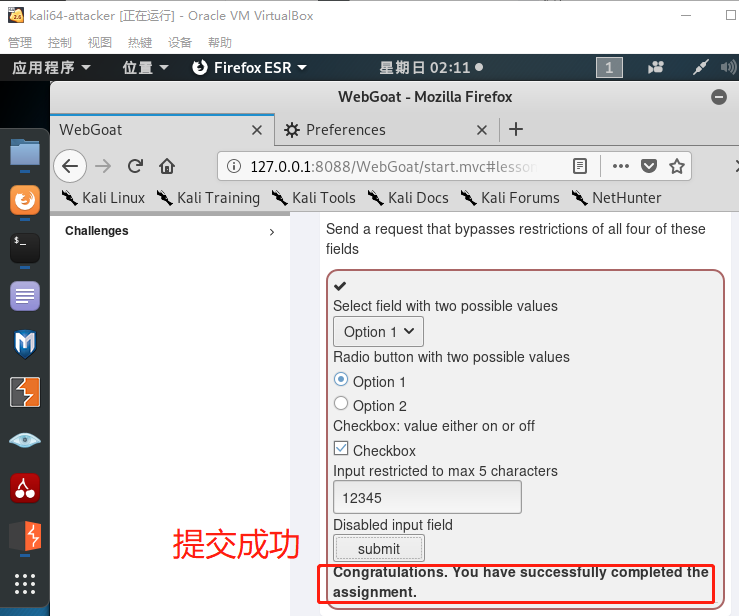 kali64-attacker [正在运行] - Oracle VM VirtualBox
管理 控制 视图 热键 设备 帮助
应用程序 位置 Firefox ESR 星期日 02:11 1
WebGoat - Mozilla Firefox
WebGoat Preferences
127.0.0.1:8088/WebGoat/start.mvc#lesson
Kali Linux Kali Training Kali Tools Kali Docs Kali Forums NetHunter
Challenges
Send a request that bypasses restrictions of all four of these
fields
Select field with two possible values
Option 1
Radio button with two possible values
Option 1
Option 2
Checkbox: value either on or off
Checkbox
Input restricted to max 5 characters
12345
Disabled input field
submit
提交成功
Congratulations. You have successfully completed the
assignment.